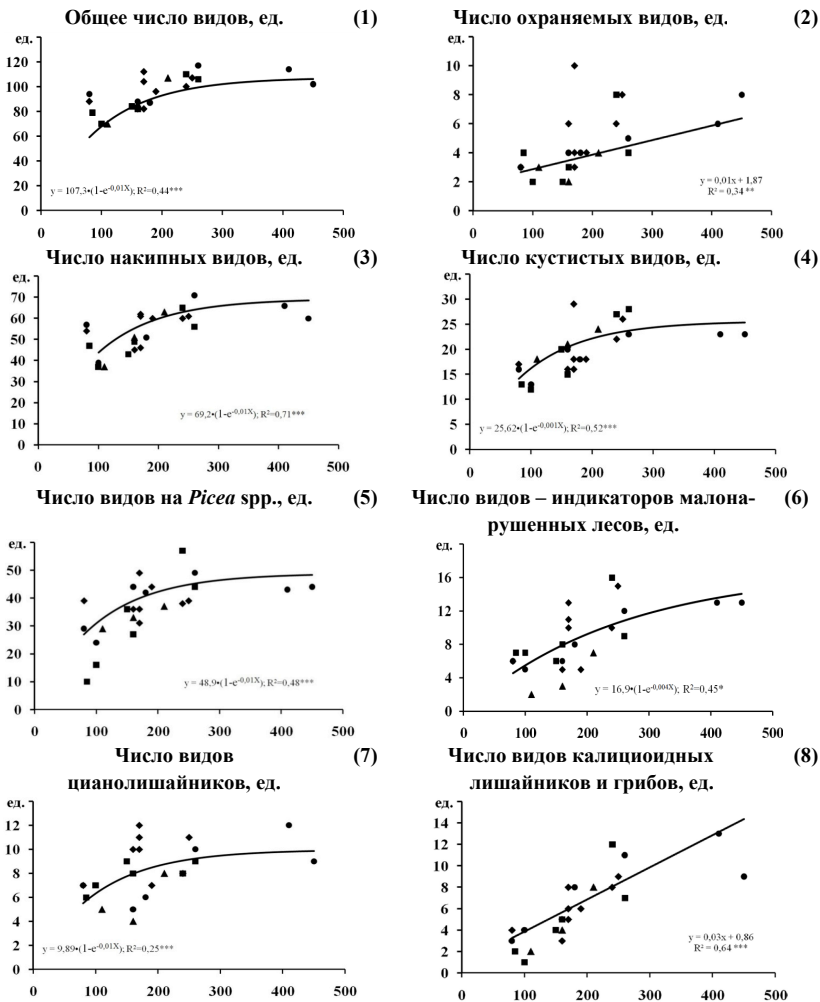 Общее число видов, ед. (1)
ед.
120
100
80
60
40
20
0
y = 107,3•(1-e-0,01X); R²=0,44***
0 100 200 300 400 500
Число охраняемых видов, ед. (2)
ед.
10
8
6
4
2
0
y = 0,01x + 1,87
R² = 0,34 **
0 100 200 300 400 500
Число накипных видов, ед. (3)
ед.
70
60
50
40
30
20
10
0
y = 69,2•(1-e-0,01X); R²=0,71***
0 100 200 300 400 500
Число кустистых видов, ед. (4)
ед.
30
25
20
15
10
5
0
y = 25,62•(1-e-0,001X); R²=0,52***
0 100 200 300 400 500
Число видов на Picea spp., ед. (5)
ед.
60
50
40
30
20
10
0
y = 48,9•(1-e-0,01X); R²=0,48***
0 100 200 300 400 500
Число видов – индикаторов малона- (6)
рушенных лесов, ед.
ед.
16
12
8
4
0
y = 16,9•(1-e-0,004X); R²=0,45*
0 100 200 300 400 500
Число видов (7)
цианолишайников, ед.
ед.
12
10
8
6
4
2
0
y = 9,89•(1-e-0,01X); R²=0,25***
0 100 200 300 400 500
Число видов калициоидных (8)
лишайников и грибов, ед.
ед.
14
12
10
8
6
4
2
0
y = 0,03x + 0,86
R² = 0,64 ***
0 100 200 300 400 500